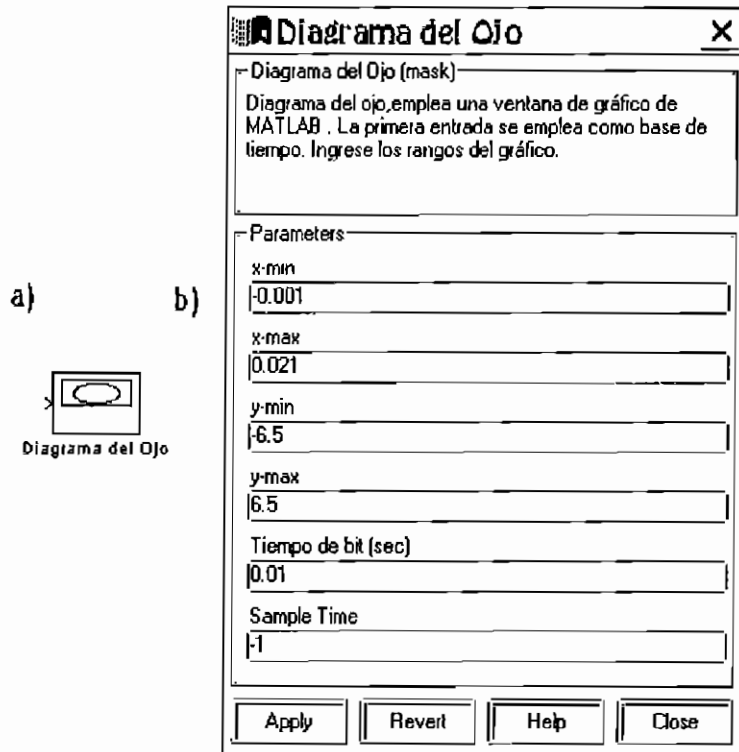 a)
Diagrama del Ojo
b)
Diagrama del Ojo
Diagrama del Ojo (mask)
Diagrama del ojo,emplea una ventana de gráfico de
MATLAB . La primera entrada se emplea como base de
tiempo. Ingrese los rangos del gráfico.
Parameters
x-min
-0.001
x-max
0.021
y-min
-6.5
y-max
6.5
Tiempo de bit (sec)
0.01
Sample Time
-1
Apply
Revert
Help
Close